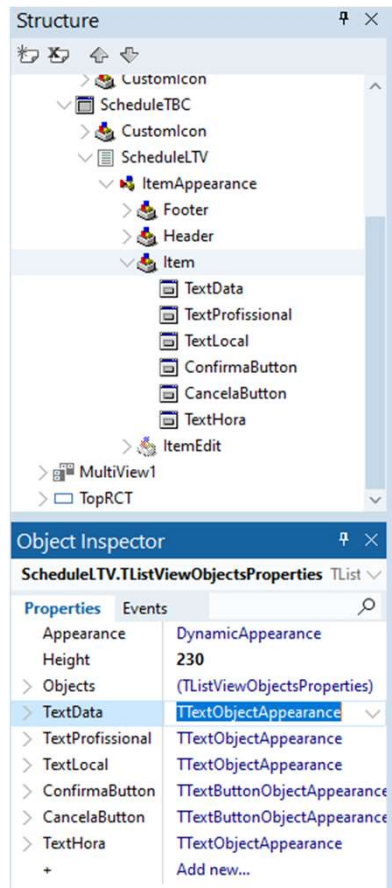 Structure
CustomIcon
ScheduleTBC
CustomIcon
ScheduleLTV
ItemAppearance
Footer
Header
Item
TextData
TextProfissional
TextLocal
ConfirmaButton
CancelaButton
TextHora
ItemEdit
MultiView1
TopRCT
Object Inspector
ScheduleLTV.TListViewObjectsProperties TList
Properties Events
Appearance DynamicAppearance
Height 230
Objects (TListViewObjectsProperties)
TextData TTextObjectAppearance
TextProfissional TTextObjectAppearance
TextLocal TTextObjectAppearance
ConfirmaButton TTextButtonObjectAppearance
CancelaButton TTextButtonObjectAppearance
TextHora TTextObjectAppearance
+ Add new...